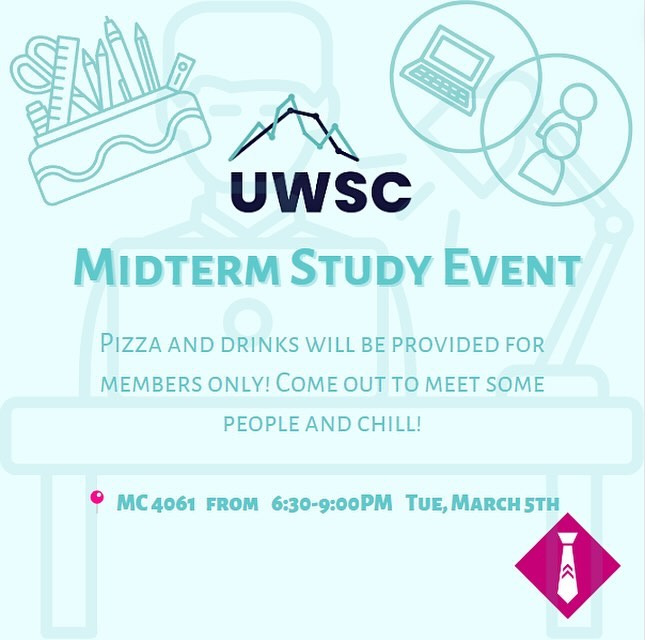 UWSC
Midterm Study Event
Pizza and drinks will be provided for
members only! Come out to meet some
people and chill!
MC 4061 from 6:30-9:00PM Tue, March 5th